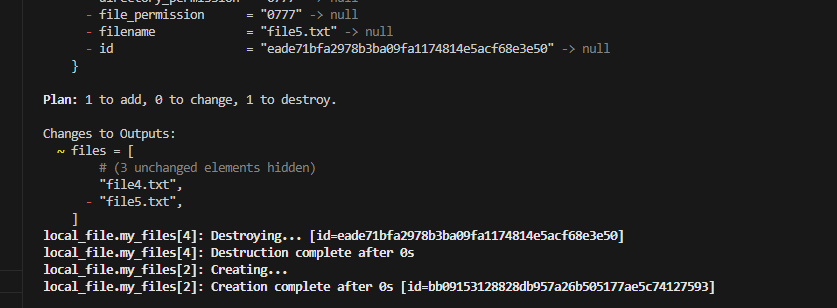 - directory_permission = "0777" -> null
- file_permission      = "0777" -> null
- filename             = "file5.txt" -> null
- id                   = "eade71bfa2978b3ba09fa1174814e5acf68e3e50" -> null
}
Plan: 1 to add, 0 to change, 1 to destroy.
Changes to Outputs:
~ files = [
# (3 unchanged elements hidden)
"file4.txt",
- "file5.txt",
]
local_file.my_files[4]: Destroying... [id=eade71bfa2978b3ba09fa1174814e5acf68e3e50]
local_file.my_files[4]: Destruction complete after 0s
local_file.my_files[2]: Creating...
local_file.my_files[2]: Creation complete after 0s [id=bb09153128828db957a26b505177ae5c74127593]